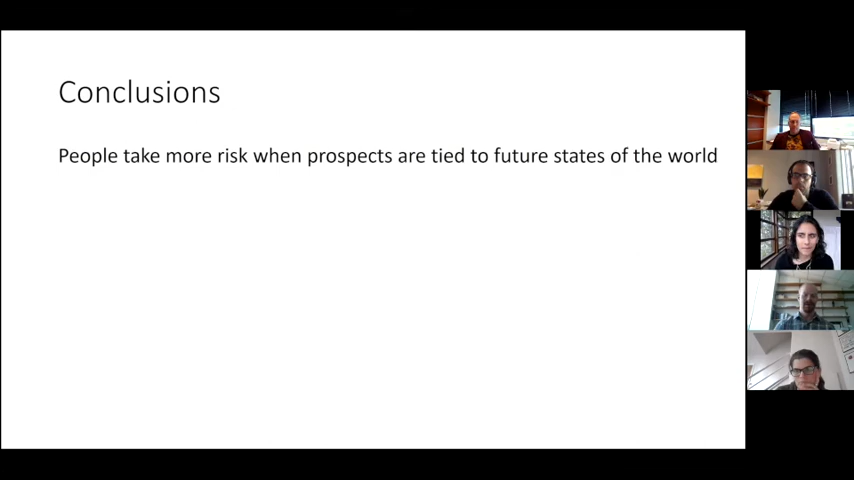 Conclusions
People take more risk when prospects are tied to future states of the world